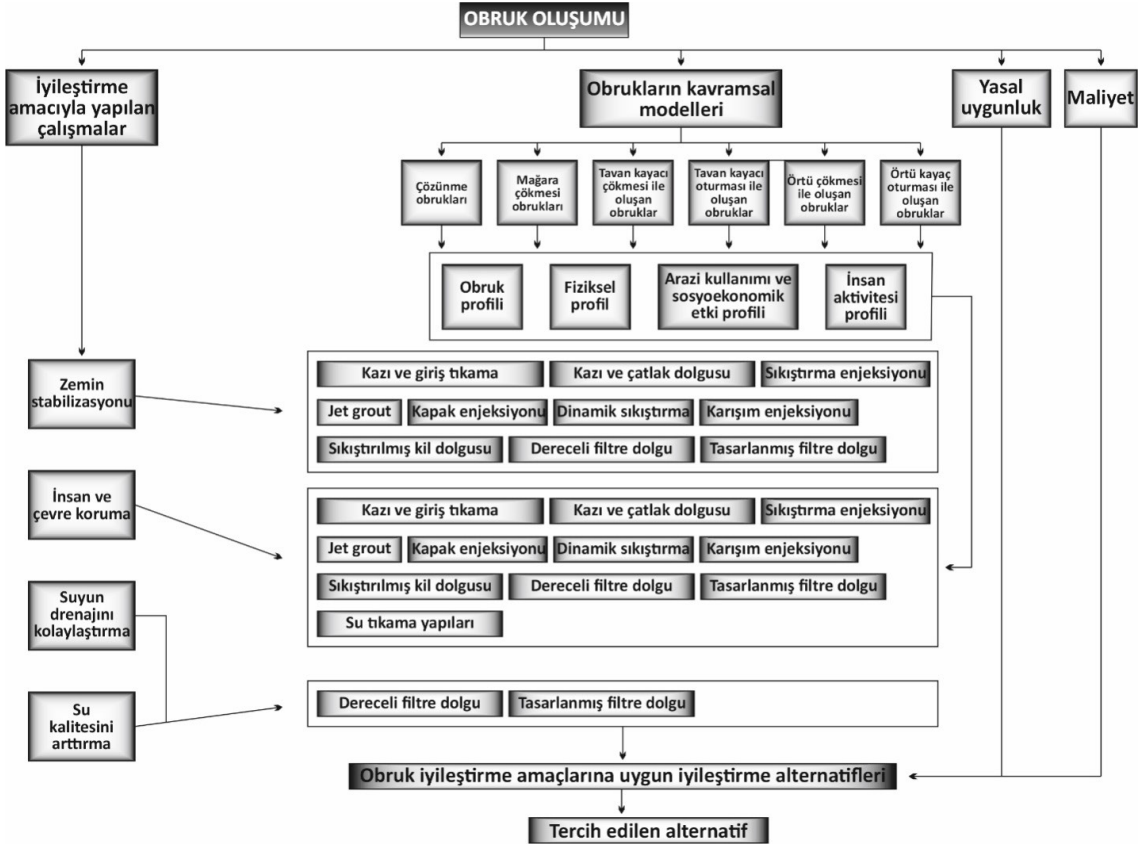 OBRUK OLUŞUMU
İyileştirme
amacıyla yapılan
çalışmalar
Obrukların kavramsal
modelleri
Yasal
uygunluk
Maliyet
Çözünme
obrukları
Mağara
çökmesi
obrukları
Tavan kayacı
çökmesi ile
oluşan
obruklar
Tavan kayacı
oturması ile
oluşan
obruklar
Örtü çökmesi
ile oluşan
obruklar
Örtü kayaç
oturması ile
oluşan
obruklar
Obruk
profili
Fiziksel
profil
Arazi kullanımı ve
sosyoekonomik
etki profili
İnsan
aktivitesi
profili
Zemin
stabilizasyonu
Kazı ve giriş tıkama
Kazı ve çatlak dolgusu
Sıkıştırma enjeksiyonu
Jet grout
Kapak enjeksiyonu
Dinamik sıkıştırma
Karışım enjeksiyonu
Sıkıştırılmış kil dolgusu
Dereceli filtre dolgu
Tasarlanmış filtre dolgu
İnsan ve
çevre koruma
Kazı ve giriş tıkama
Kazı ve çatlak dolgusu
Sıkıştırma enjeksiyonu
Jet grout
Kapak enjeksiyonu
Dinamik sıkıştırma
Karışım enjeksiyonu
Sıkıştırılmış kil dolgusu
Dereceli filtre dolgu
Tasarlanmış filtre dolgu
Su tıkama yapıları
Suyun
drenajını
kolaylaştırma
Su
kalitesini
arttırma
Dereceli filtre dolgu
Tasarlanmış filtre dolgu
Obruk iyileştirme amaçlarına uygun iyileştirme alternatifleri
Tercih edilen alternatif